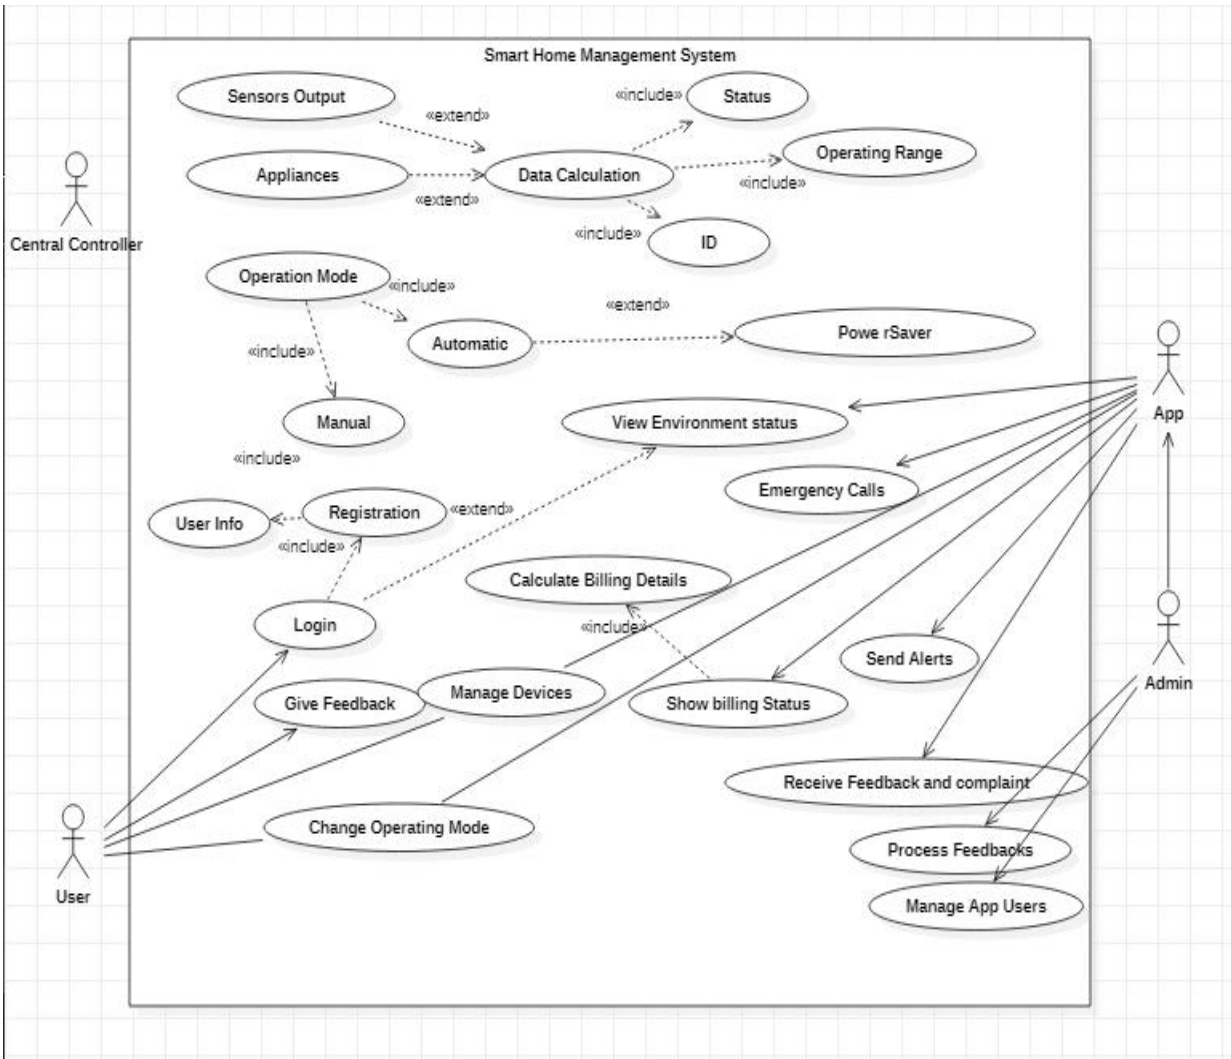 Smart Home Management System
Sensors Output
«extend»
«include»
Status
Appliances
«extend»
Data Calculation
Operating Range
«include»
«include»
ID
Central Controller
Operation Mode
«include»
«extend»
Automatic
Powe rSaver
«include»
Manual
View Environment status
App
«include»
Emergency Calls
User Info
Registration
«extend»
«include»
Calculate Billing Details
«include»
Login
Send Alerts
Admin
Give Feedback
Manage Devices
Show billing Status
Receive Feedback and complaint
Change Operating Mode
Process Feedbacks
User
Manage App Users